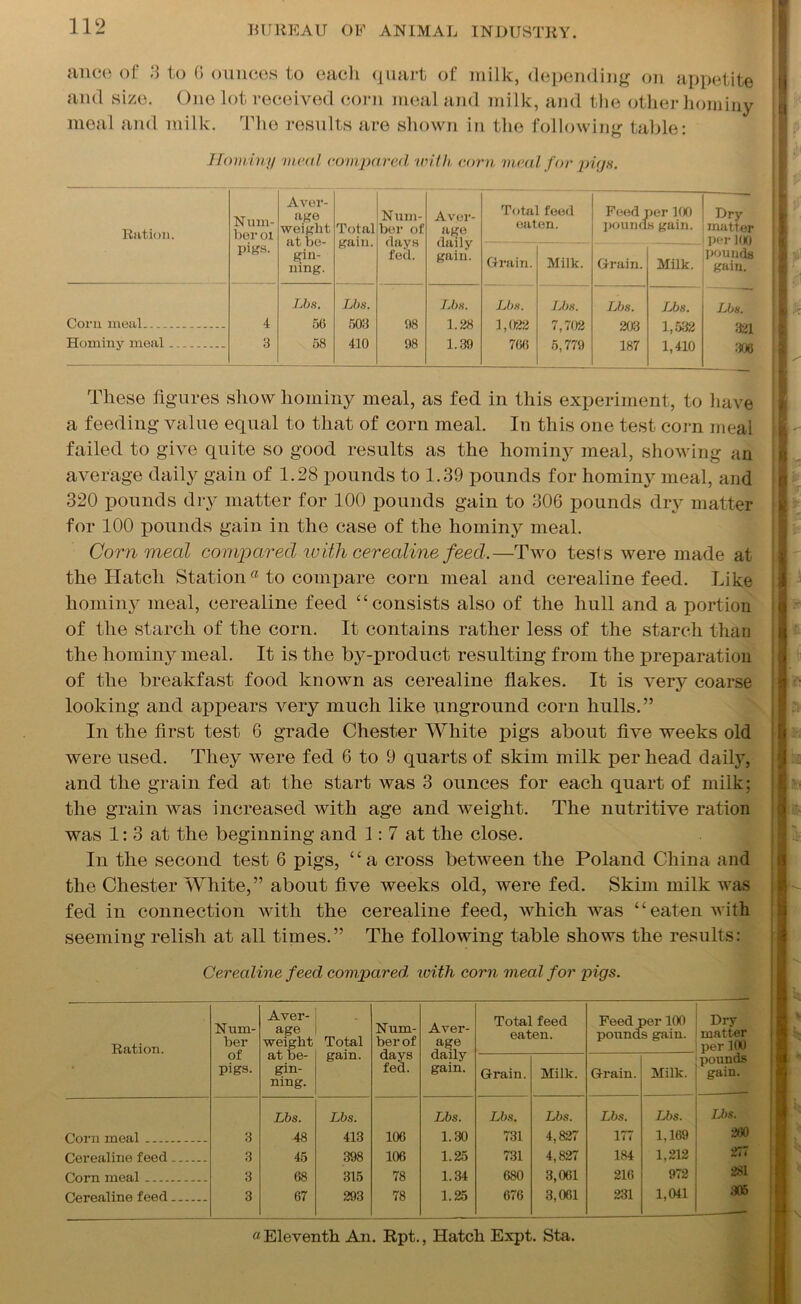 112 BUREAU OF ANIMAL INDUSTRY.
ance of 3 to 6 ounces to each quart of milk, depending on appetite
and size. One lot received corn meal and milk, and the other hominy
meal and milk. The results are shown in the following table:
Hominy meal compared with corn meal for pigs.
Ration. | Number of pigs. | Average weight at beginning. | Total gain. | Number of days fed. | Average daily gain. | Total feed eaten. Grain. | Milk. | Feed per 100 pounds gain. Grain. | Milk. | Dry matter per 100 pounds gain.
Lbs. Lbs. Lbs. Lbs. Lbs. Lbs. Lbs. Lbs.
Corn meal 4 56 503 98 1.28 1,022 7,702 203 1,532 321
Hominy meal 3 58 410 98 1.39 766 5,779 187 1,410 306
These figures show hominy meal, as fed in this experiment, to have
a feeding value equal to that of corn meal. In this one test corn meal
failed to give quite so good results as the hominy meal, showing an
average daily gain of 1.28 pounds to 1.39 pounds for hominy meal, and
320 pounds dry matter for 100 pounds gain to 306 pounds dry matter
for 100 pounds gain in the case of the hominy meal.
Corn meal compared with cerealine feed.—Two tests were made at
the Hatch Station a to compare corn meal and cerealine feed. Like
hominy meal, cerealine feed “consists also of the hull and a portion
of the starch of the corn. It contains rather less of the starch than
the hominy meal. It is the by-product resulting from the preparation
of the breakfast food known as cerealine flakes. It is very coarse
looking and appears very much like unground corn hulls.”
In the first test 6 grade Chester White pigs about five weeks old
were used. They were fed 6 to 9 quarts of skim milk per head daily,
and the grain fed at the start was 3 ounces for each quart of milk;
the grain was increased with age and weight. The nutritive ration
was 1:3 at the beginning and 1:7 at the close.
In the second test 6 pigs, “a cross between the Poland China and
the Chester White,” about five weeks old, were fed. Skim milk was
fed in connection with the cerealine feed, which was “eaten with
seeming relish at all times.” The following table shows the results:
Cerealine feed compared with corn meal for pigs.
Ration. | Number of pigs. | Average weight at beginning. | Total gain. | Number of days fed. | Average daily gain. | Total feed eaten. Grain. | Milk. | Feed per 100 pounds gain. Grain. | Milk. | Dry matter per 100 pounds gain.
Lbs. Lbs. Lbs. Lbs. Lbs. Lbs. Lbs. Lbs.
Corn meal 3 48 413 106 1.30 731 4,827 177 1,169 260
Cerealine feed 3 45 398 106 1.25 731 4,827 184 1,212 277
Corn meal 3 68 315 78 1.34 680 3,061 216 972 281
Cerealine feed 3 67 293 78 1.25 676 3,061 231 1,041 305
a Eleventh An. Rpt., Hatch Expt. Sta.